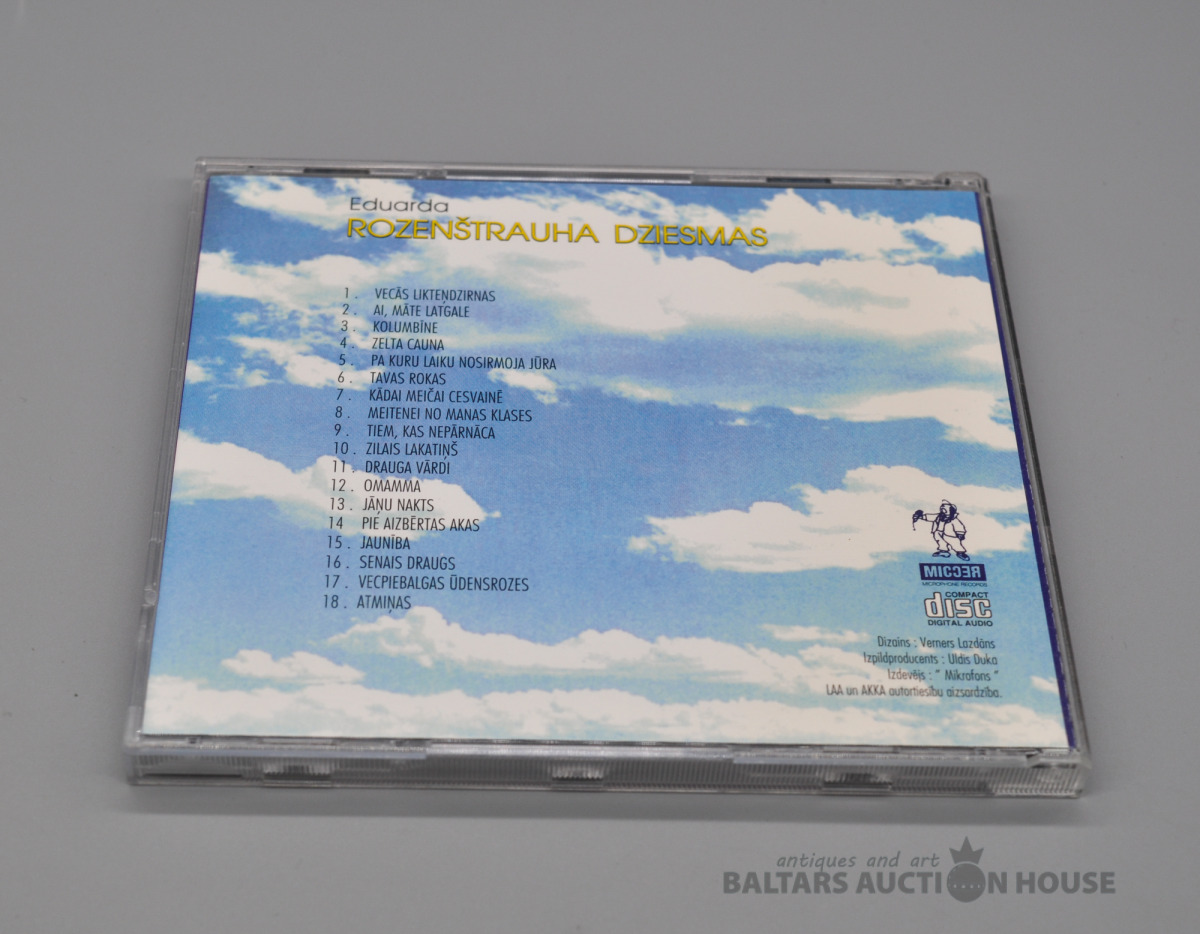 Eduarda
ROZENŠTRAUHA DZIESMAS
1. VECĀS LIKTEŅDZIRNAS
2. AI, MĀTE LATGALE
3. KOLUMBĪNE
4. ZELTA CAUNA
5. PA KURU LAIKU NOSIRMOJA JŪRA
6. TAVAS ROKAS
7. KĀDAI MEIČAI CESVAINĒ
8. MEITENEI NO MANAS KLASES
9. TIEM, KAS NEPĀRNĀCA
10. ZILAIS LAKATIŅŠ
11. DRAUGA VĀRDI
12. OMAMMA
13. JĀŅU NAKTS
14 PIE AIZBĒRTAS AKAS
15. JAUNĪBA
16. SENAIS DRAUGS
17. VECPIEBALGAS ŪDENSROZES
18. ATMIŅAS
MICREC
MICROPHONE RECORDS
COMPACT
disc
DIGITAL AUDIO
Dizains : Verners Lazdāns
Izpildproducents : Uldis Duka
Izdevējs : " Mikrofons "
LAA un AKKA autortiesību aizsardzība.
antiques and art
BALTARS AUCTION HOUSE